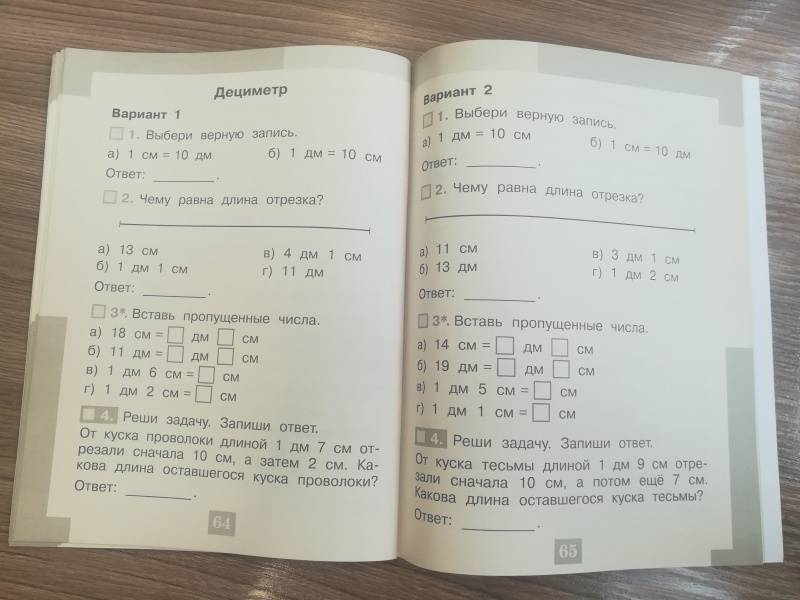 Дециметр
Вариант 1
1. Выбери верную запись.
а) 1 см = 10 дм б) 1 дм = 10 см
Ответ: ________.
2. Чему равна длина отрезка?
а) 13 см в) 4 дм 1 см
б) 1 дм 1 см г) 11 дм
Ответ: ________.
3*. Вставь пропущенные числа.
а) 18 см = □ дм □ см
б) 11 дм = □ дм □ см
в) 1 дм 6 см = □ см
г) 1 дм 2 см = □ см
4. Реши задачу. Запиши ответ.
От куска проволоки длиной 1 дм 7 см от-
резали сначала 10 см, а затем 2 см. Ка-
кова длина оставшегося куска проволоки?
Ответ: ________.
64
Вариант 2
1. Выбери верную запись.
а) 1 дм = 10 см б) 1 см = 10 дм
Ответ: ________.
2. Чему равна длина отрезка?
а) 11 см в) 3 дм 1 см
б) 13 дм г) 1 дм 2 см
Ответ: ________.
3*. Вставь пропущенные числа.
а) 14 см = □ дм □ см
б) 19 дм = □ дм □ см
в) 1 дм 5 см = □ см
г) 1 дм 1 см = □ см
4. Реши задачу. Запиши ответ.
От куска тесьмы длиной 1 дм 9 см отре-
зали сначала 10 см, а потом ещё 7 см.
Какова длина оставшегося куска тесьмы?
Ответ: ________.
65